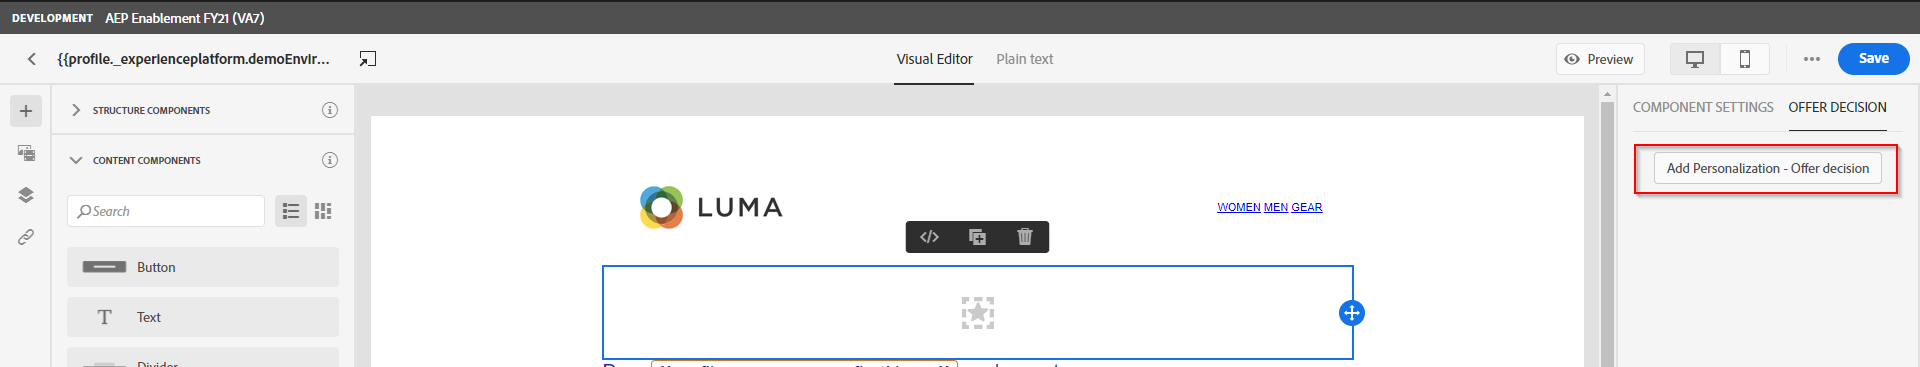 DEVELOPMENT AEP Enablement FY21 (VA7)
{{profile._experienceplatform.demoEnvir...
Visual Editor Plain text
Preview
Save
STRUCTURE COMPONENTS
CONTENT COMPONENTS
Search
Button
Text
Divider
LUMA
WOMEN MEN GEAR
COMPONENT SETTINGS OFFER DECISION
Add Personalization - Offer decision